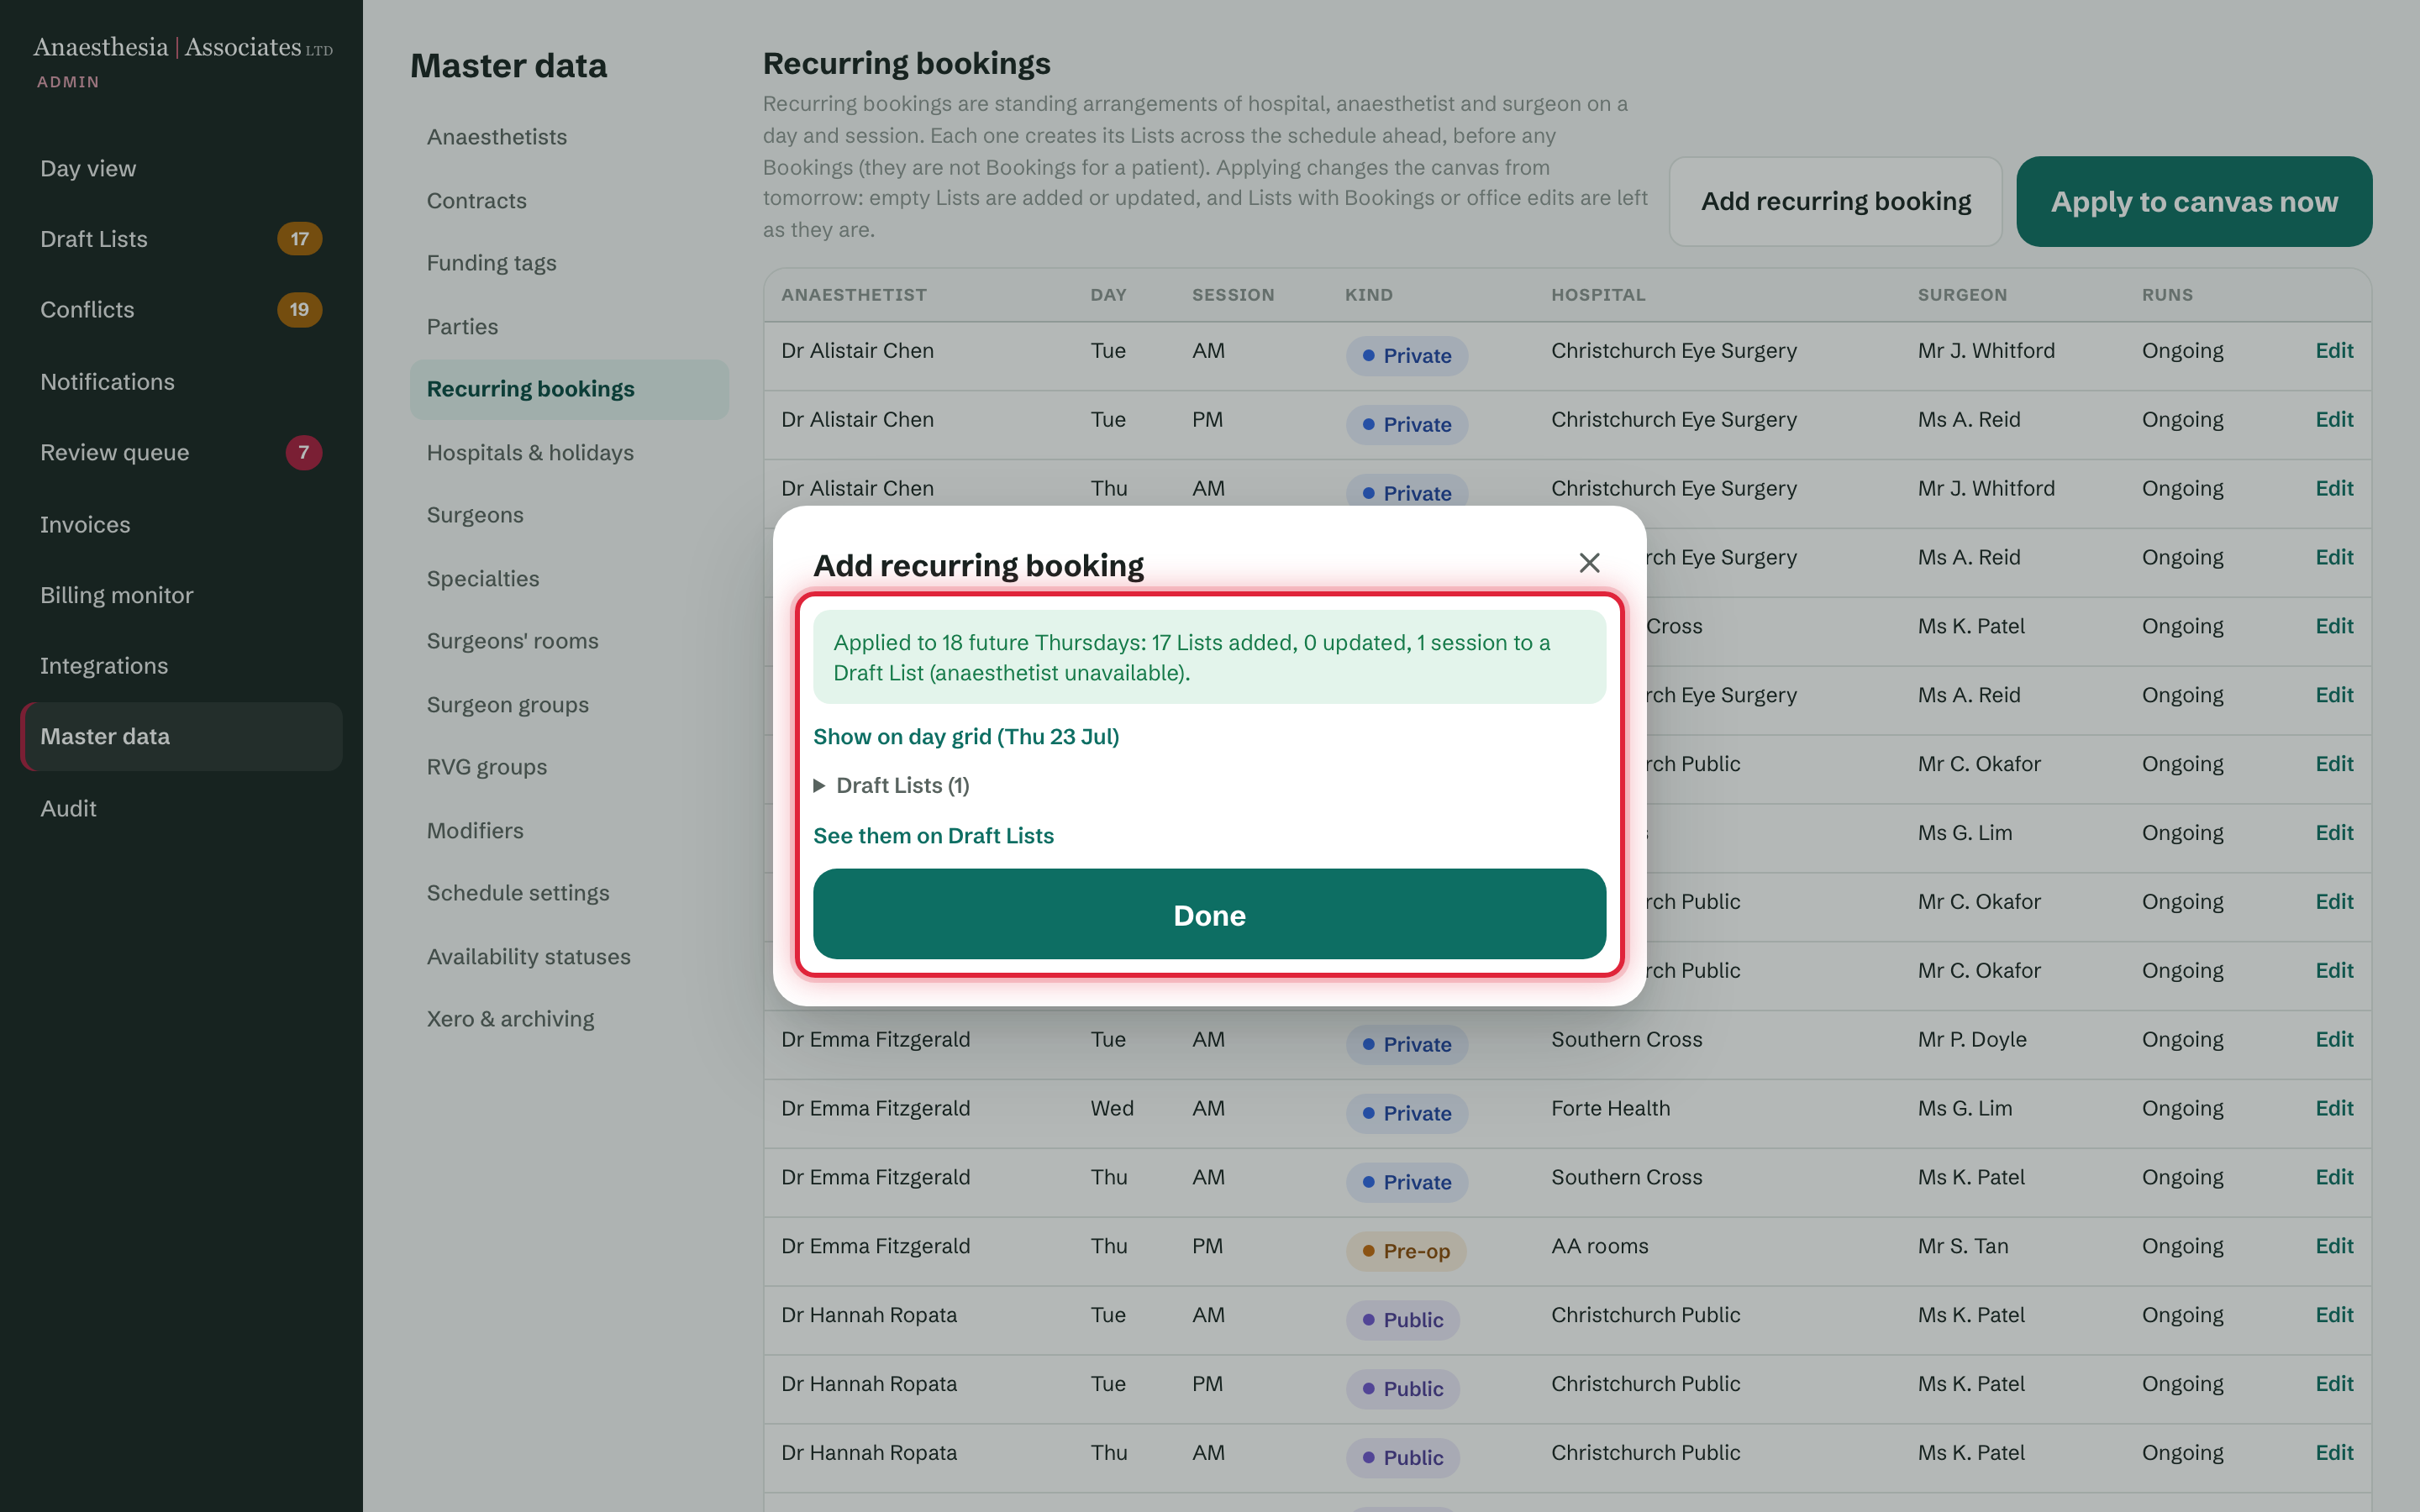 Anaesthesia | Associates LTD
ADMIN
Day view
Draft Lists 17
Conflicts 19
Notifications
Review queue 7
Invoices
Billing monitor
Integrations
Master data
Audit
Master data
Anaesthetists
Contracts
Funding tags
Parties
Recurring bookings
Hospitals & holidays
Surgeons
Specialties
Surgeons' rooms
Surgeon groups
RVG groups
Modifiers
Schedule settings
Availability statuses
Xero & archiving
Recurring bookings
Recurring bookings are standing arrangements of hospital, anaesthetist and surgeon on a
day and session. Each one creates its Lists across the schedule ahead, before any
Bookings (they are not Bookings for a patient). Applying changes the canvas from
tomorrow: empty Lists are added or updated, and Lists with Bookings or office edits are left
as they are.
Add recurring booking
Apply to canvas now
ANAESTHETIST DAY SESSION KIND HOSPITAL SURGEON RUNS
Dr Alistair Chen Tue AM Private Christchurch Eye Surgery Mr J. Whitford Ongoing Edit
Dr Alistair Chen Tue PM Private Christchurch Eye Surgery Ms A. Reid Ongoing Edit
Dr Alistair Chen Thu AM Private Christchurch Eye Surgery Mr J. Whitford Ongoing Edit
rch Eye Surgery Ms A. Reid Ongoing Edit
Cross Ms K. Patel Ongoing Edit
rch Eye Surgery Ms A. Reid Ongoing Edit
rch Public Mr C. Okafor Ongoing Edit
Ms G. Lim Ongoing Edit
rch Public Mr C. Okafor Ongoing Edit
rch Public Mr C. Okafor Ongoing Edit
Add recurring booking
Applied to 18 future Thursdays: 17 Lists added, 0 updated, 1 session to a
Draft List (anaesthetist unavailable).
Show on day grid (Thu 23 Jul)
Draft Lists (1)
See them on Draft Lists
Done
Dr Emma Fitzgerald Tue AM Private Southern Cross Mr P. Doyle Ongoing Edit
Dr Emma Fitzgerald Wed AM Private Forte Health Ms G. Lim Ongoing Edit
Dr Emma Fitzgerald Thu AM Private Southern Cross Ms K. Patel Ongoing Edit
Dr Emma Fitzgerald Thu PM Pre-op AA rooms Mr S. Tan Ongoing Edit
Dr Hannah Ropata Tue AM Public Christchurch Public Ms K. Patel Ongoing Edit
Dr Hannah Ropata Tue PM Public Christchurch Public Ms K. Patel Ongoing Edit
Dr Hannah Ropata Thu AM Public Christchurch Public Ms K. Patel Ongoing Edit